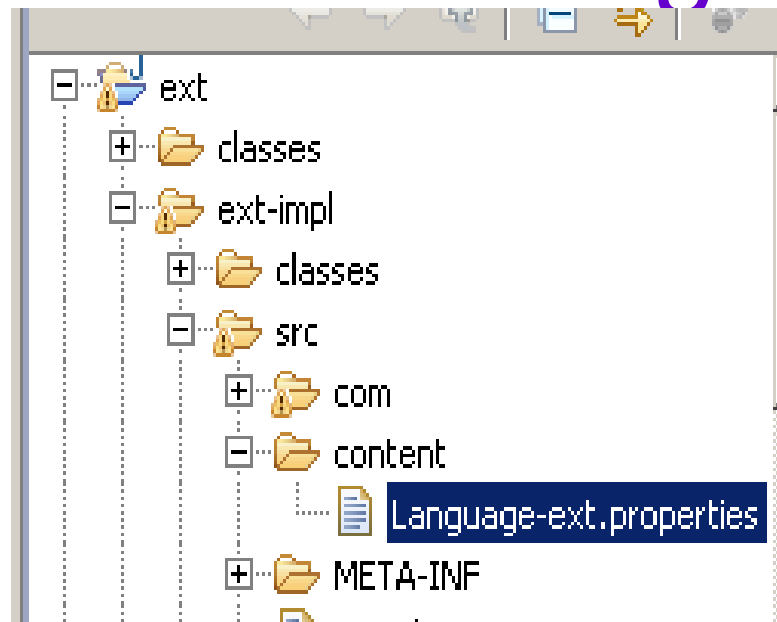 ext
classes
ext-impl
classes
src
com
content
Language-ext.properties
META-INF